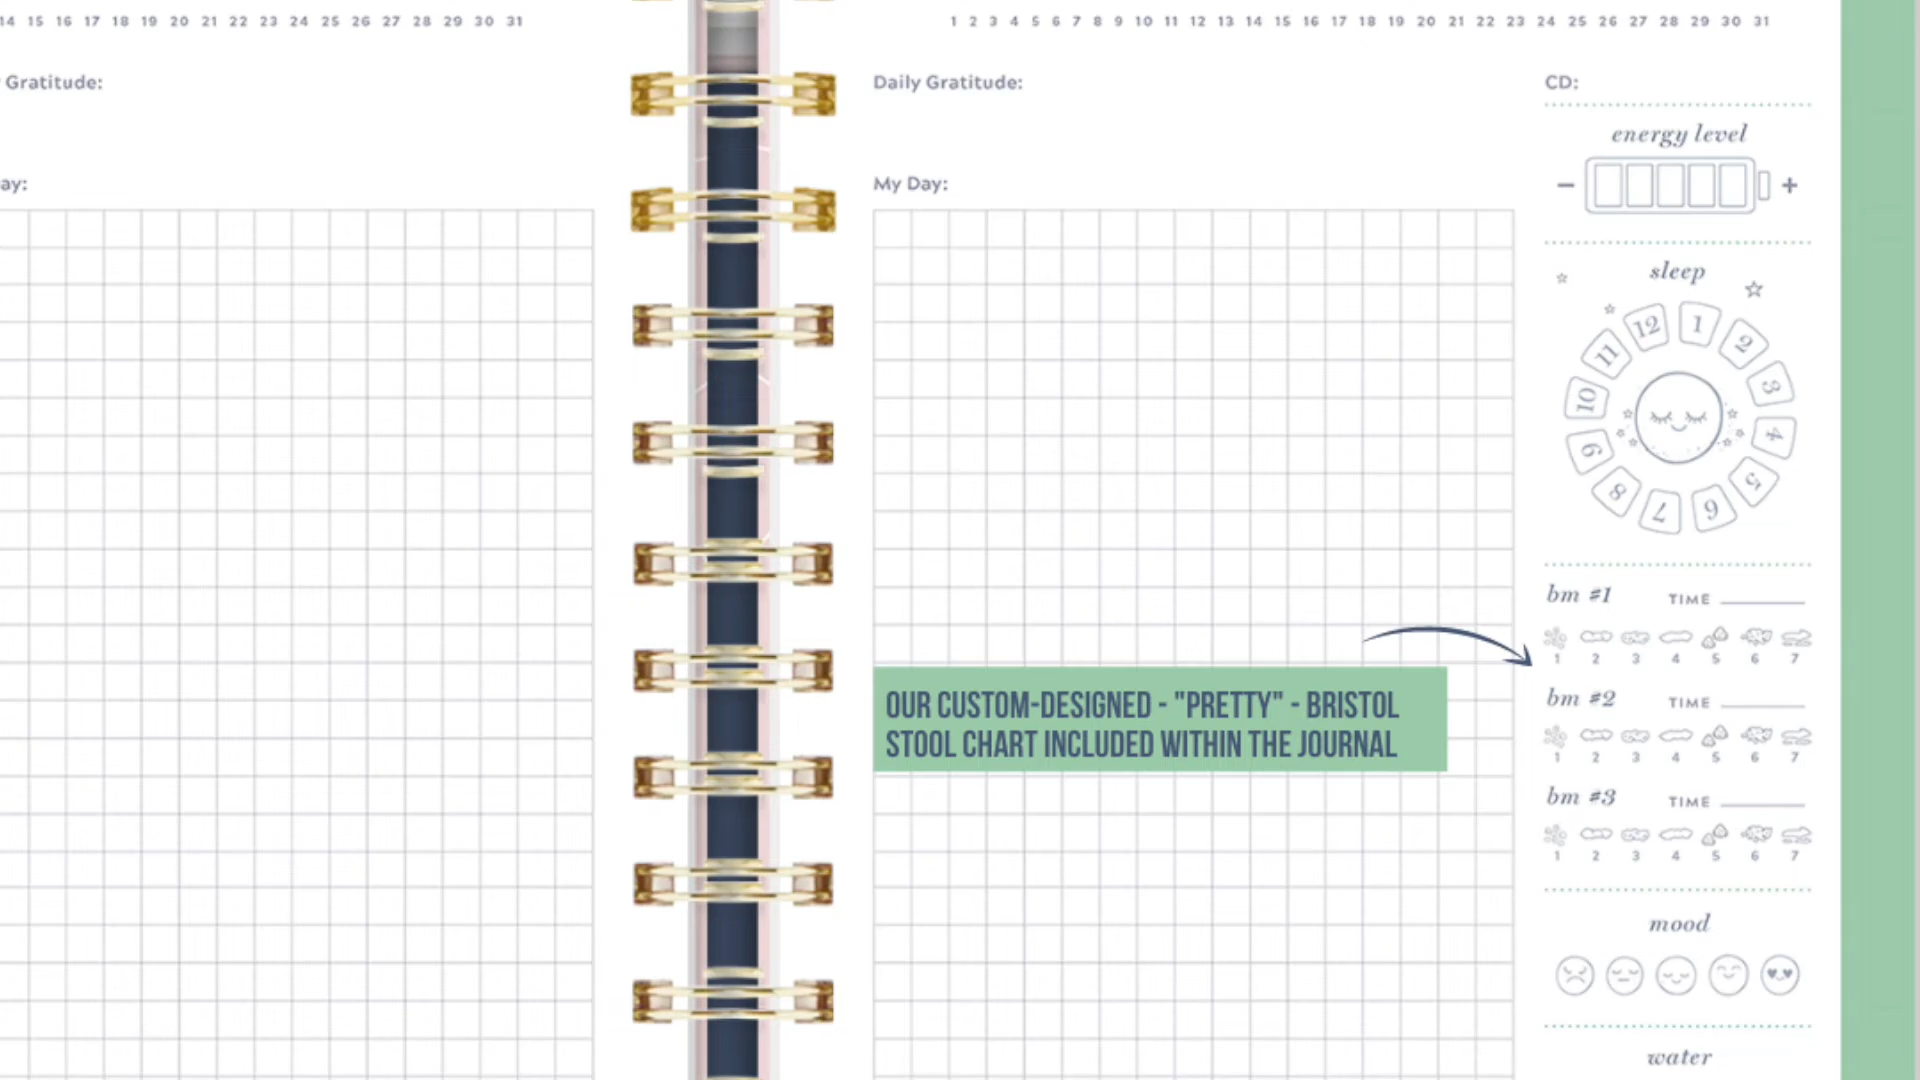 14 15 16 17 18 19 20 21 22 23 24 25 26 27 28 29 30 31
Gratitude:
ay:
1 2 3 4 5 6 7 8 9 10 11 12 13 14 15 16 17 18 19 20 21 22 23 24 25 26 27 28 29 30 31
Daily Gratitude:
My Day:
OUR CUSTOM-DESIGNED - "PRETTY" - BRISTOL
STOOL CHART INCLUDED WITHIN THE JOURNAL
CD:
energy level
- +
sleep
12 1 2 3 4 5 6 7 8 9 10 11
bm #1 TIME
1 2 3 4 5 6 7
bm #2 TIME
1 2 3 4 5 6 7
bm #3 TIME
1 2 3 4 5 6 7
mood
water